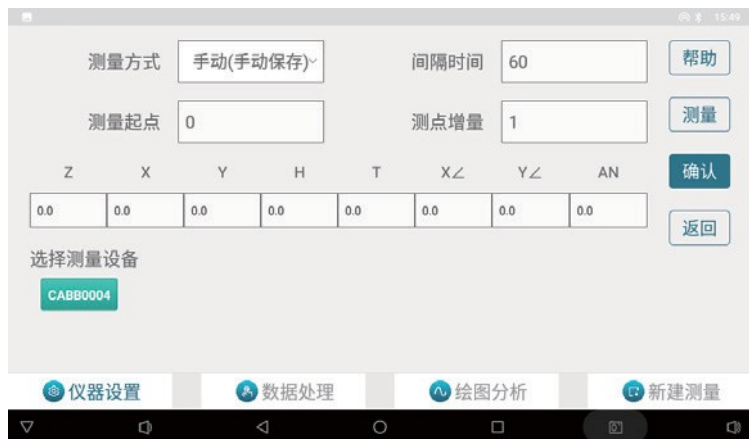 15:49
测量方式 手动(手动保存) 间隔时间 60 帮助
测量起点 0 测点增量 1 测量
Z X Y H T X∠ Y∠ AN 确认
0.0 0.0 0.0 0.0 0.0 0.0 0.0 0.0
返回
选择测量设备
CABB0004
仪器设置 数据处理 绘图分析 新建测量